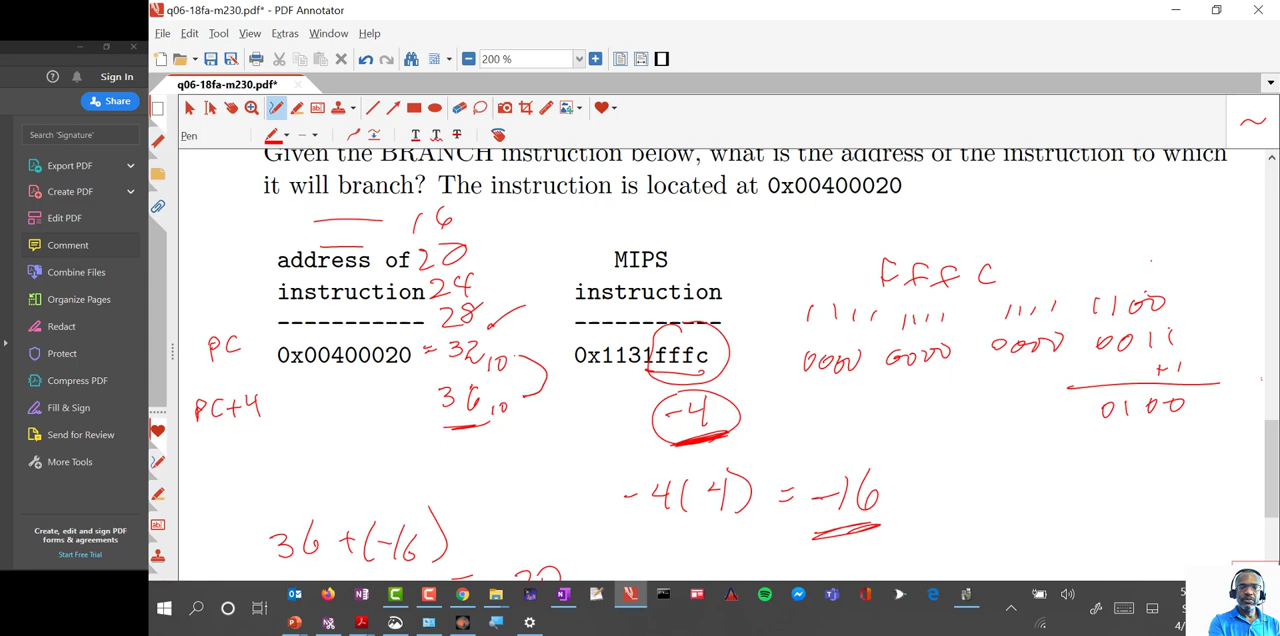 q06-18fa-m230.pdf* - PDF Annotator
File Edit Tool View Extras Window Help
200 %
q06-18fa-m230.pdf*
Pen
Sign In
Share
Search 'Signature'
Export PDF
Create PDF
Edit PDF
Comment
Combine Files
Organize Pages
Redact
Protect
Compress PDF
Fill & Sign
Send for Review
More Tools
Create, edit and sign PDF
forms & agreements
Start Free Trial
Given the BRANCH instruction below, what is the address of the instruction to which
it will branch? The instruction is located at 0x00400020
16
address of 20 MIPS
f f f c
instruction 24 instruction
28
1111 1111 1111 1100
----------- -----------
PC 0x00400020 = 32₁₀ 0x1131fffc
0000 0000 0000 0011
+1
0100
PC+4 36₁₀ -4
-4(4) = -16
36 + (-16)
= 20